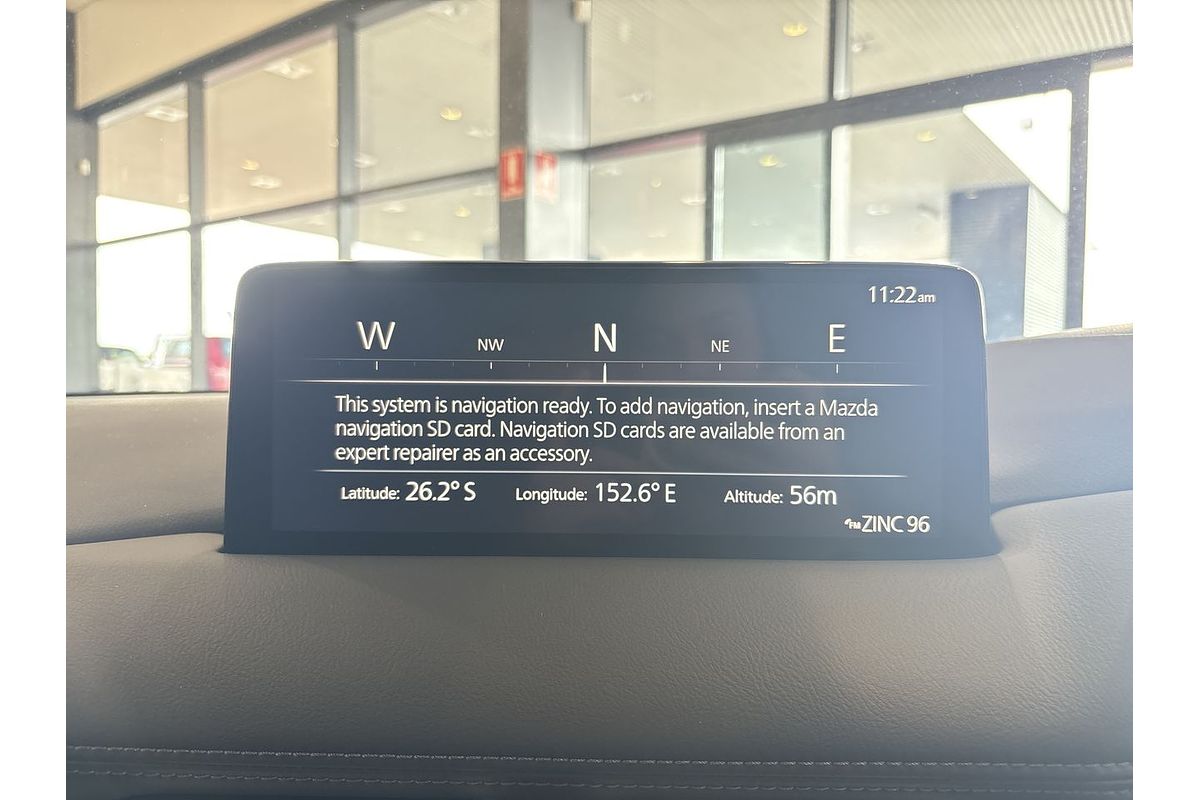 11:22am
W NW N NE E
This system is navigation ready. To add navigation, insert a Mazda
navigation SD card. Navigation SD cards are available from an
expert repairer as an accessory.
Latitude: 26.2° S Longitude: 152.6° E Altitude: 56m
FM ZINC 96